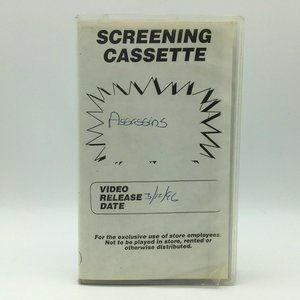 SCREENING
CASSETTE
Assassins
VIDEO
RELEASE 3/12/96
DATE
For the exclusive use of store employees.
Not to be played in store, rented or
otherwise distributed.